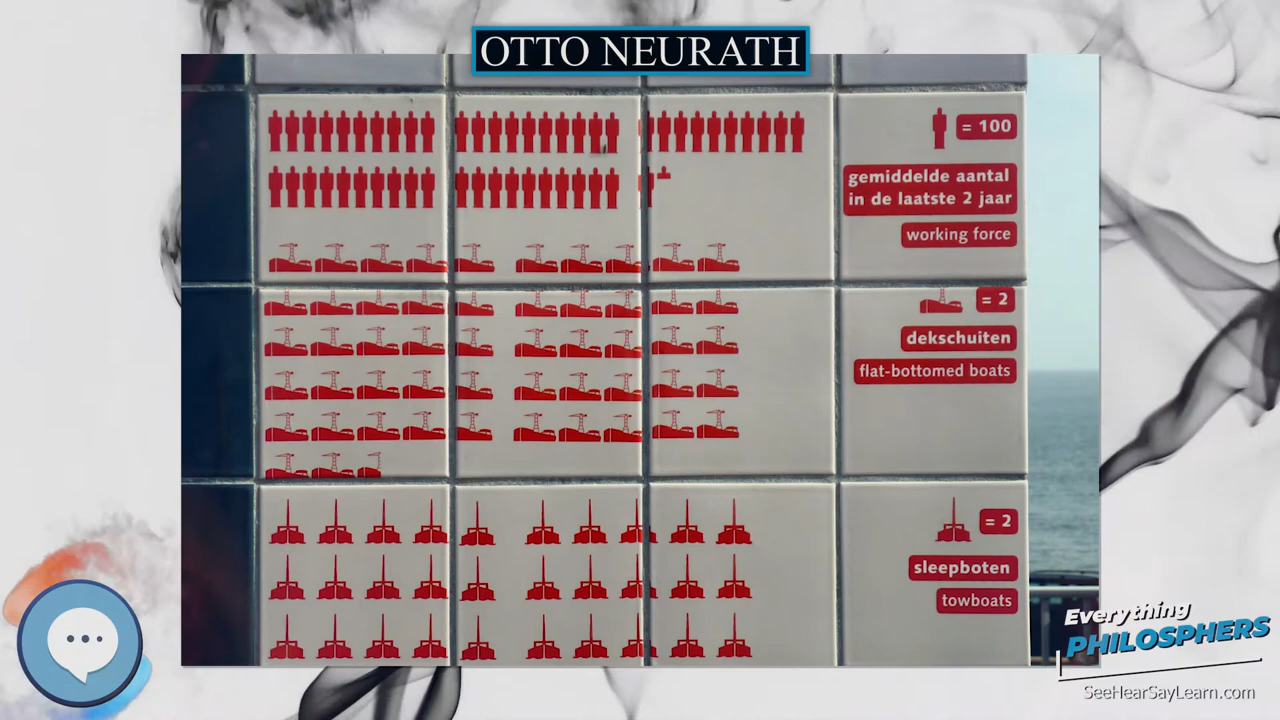 OTTO NEURATH
= 100
gemiddelde aantal
in de laatste 2 jaar
working force
= 2
dekschuiten
flat-bottomed boats
= 2
sleepboten
towboats
Everything
PHILOSPHERS
SeeHearSayLearn.com